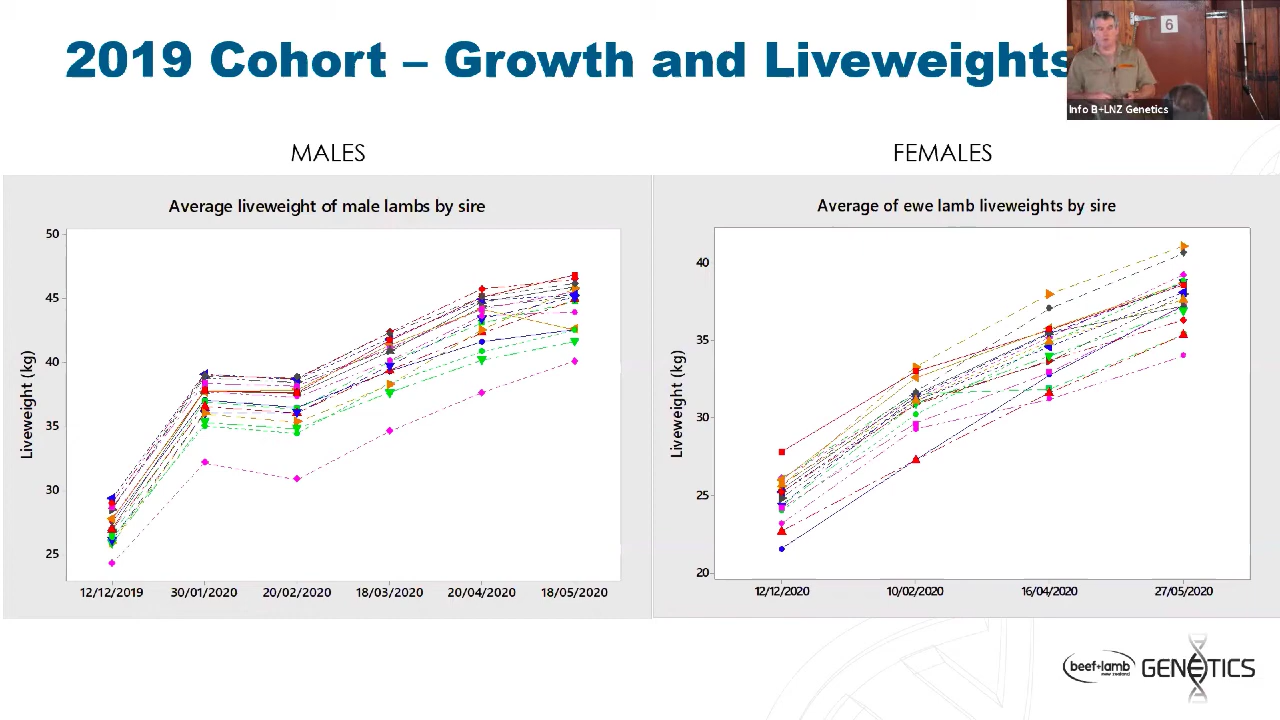 2019 Cohort – Growth and Liveweights
6
Info B+LNZ Genetics
MALES
FEMALES
Average liveweight of male lambs by sire
50
45
40
35
30
25
Liveweight (kg)
12/12/2019 30/01/2020 20/02/2020 18/03/2020 20/04/2020 18/05/2020
Average of ewe lamb liveweights by sire
40
35
30
25
20
Liveweight (kg)
12/12/2020 10/02/2020 16/04/2020 27/05/2020
beef+lamb
new zealand
GENETICS